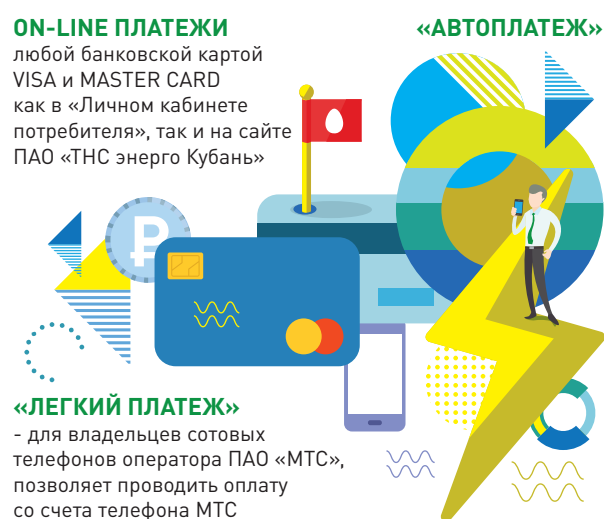 ON-LINE ПЛАТЕЖИ
любой банковской картой
VISA и MASTER CARD
как в «Личном кабинете
потребителя», так и на сайте
ПАО «ТНС энерго Кубань»
«АВТОПЛАТЕЖ»
«ЛЕГКИЙ ПЛАТЕЖ»
- для владельцев сотовых
телефонов оператора ПАО «МТС»,
позволяет проводить оплату
со счета телефона МТС